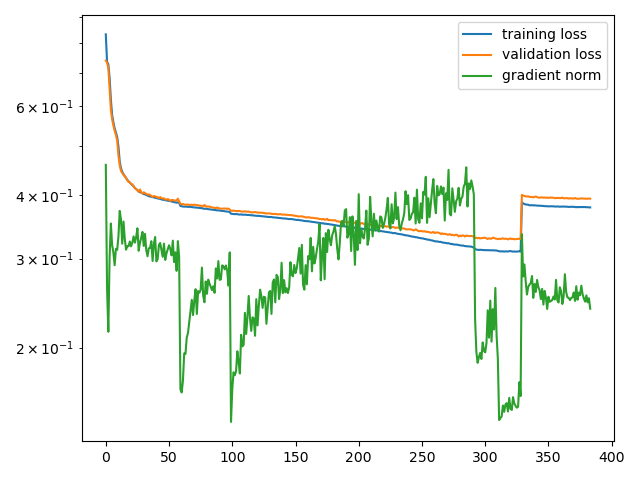 training loss
validation loss
gradient norm
6 × 10⁻¹
4 × 10⁻¹
3 × 10⁻¹
2 × 10⁻¹
0 50 100 150 200 250 300 350 400